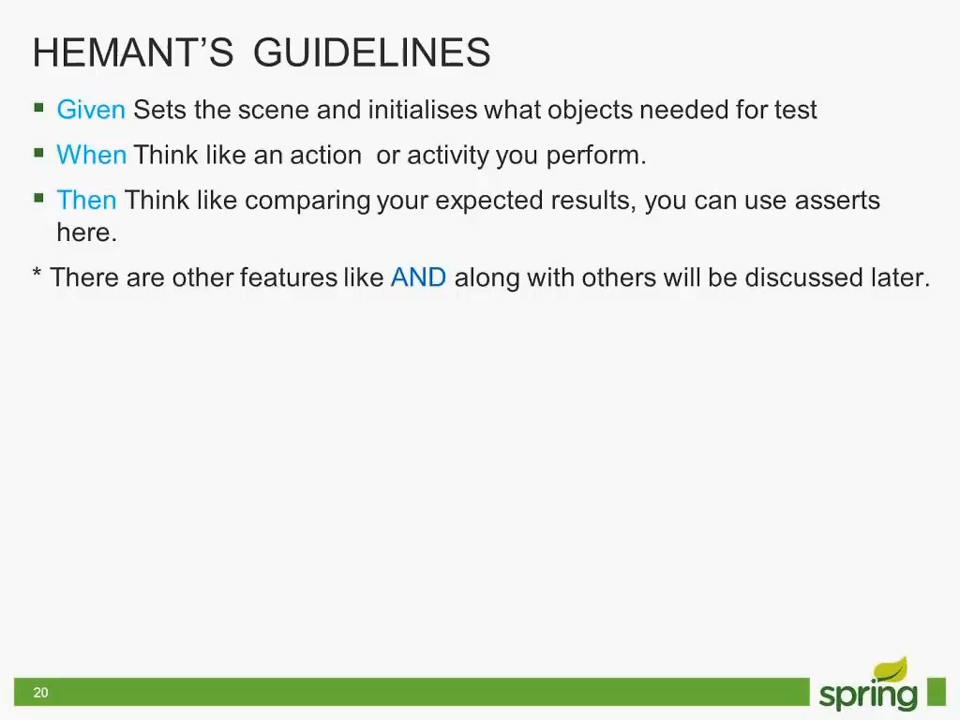 HEMANT’S GUIDELINES
▪ Given Sets the scene and initialises what objects needed for test
▪ When Think like an action or activity you perform.
▪ Then Think like comparing your expected results, you can use asserts
here.
* There are other features like AND along with others will be discussed later.
20
spring